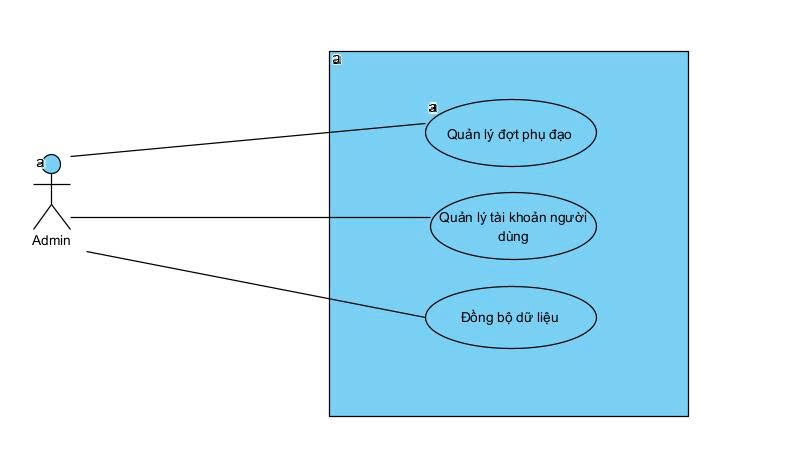 a
a
Quản lý đợt phụ đạo
a
Quản lý tài khoản người
dùng
Admin
Đồng bộ dữ liệu